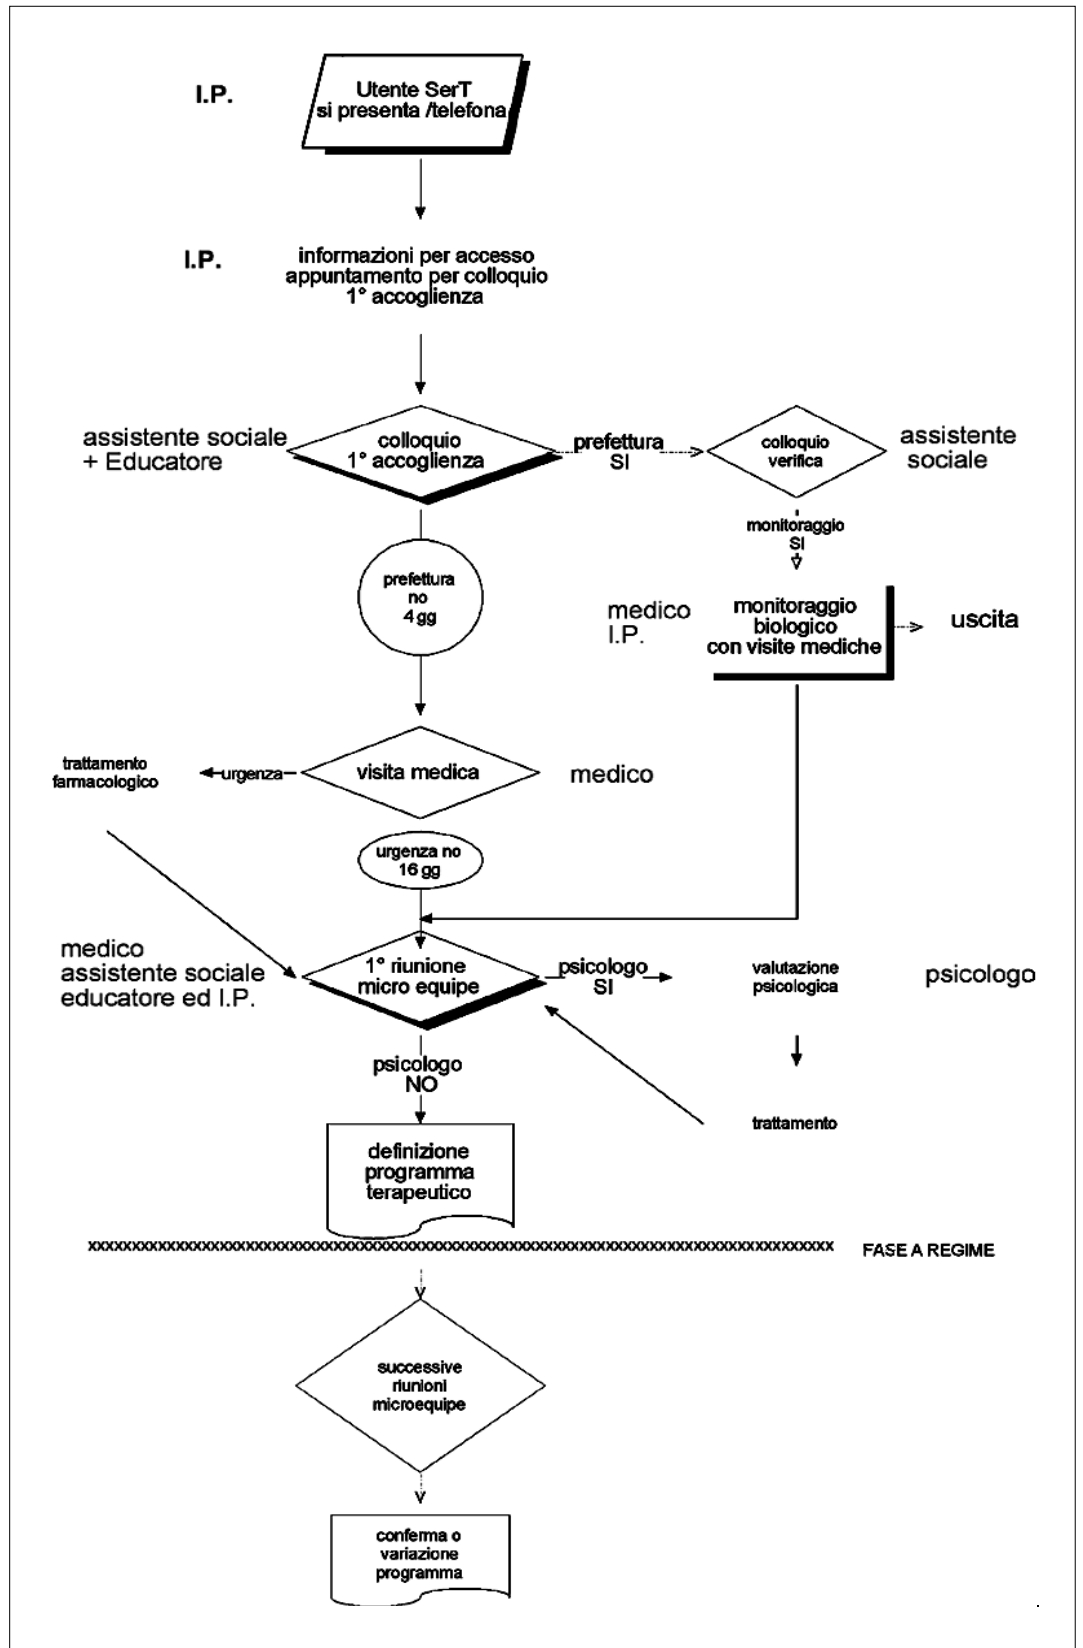 I.P.
Utente SerT
si presenta /telefona
I.P.
informazioni per accesso
appuntamento per colloquio
1° accoglienza
assistente sociale
+ Educatore
colloquio
1° accoglienza
prefettura
SI
colloquio
verifica
assistente
sociale
monitoraggio
SI
prefettura
no
4 gg
medico
I.P.
monitoraggio
biologico
con visite mediche
uscita
trattamento
farmacologico
urgenza
visita medica
medico
urgenza no
16 gg
medico
assistente sociale
educatore ed I.P.
1° riunione
micro equipe
psicologo
SI
valutazione
psicologica
psicologo
psicologo
NO
trattamento
definizione
programma
terapeutico
xxxxxxxxxxxxxxxxxxxxxxxxxxxxxxxxxxxxxxxxxxxxxxxxxxxxxxxxxxxxxxxxxxxxxxxxxxxxxxxxxxxxx
FASE A REGIME
successive
riunioni
microequipe
conferma o
variazione
programma
.